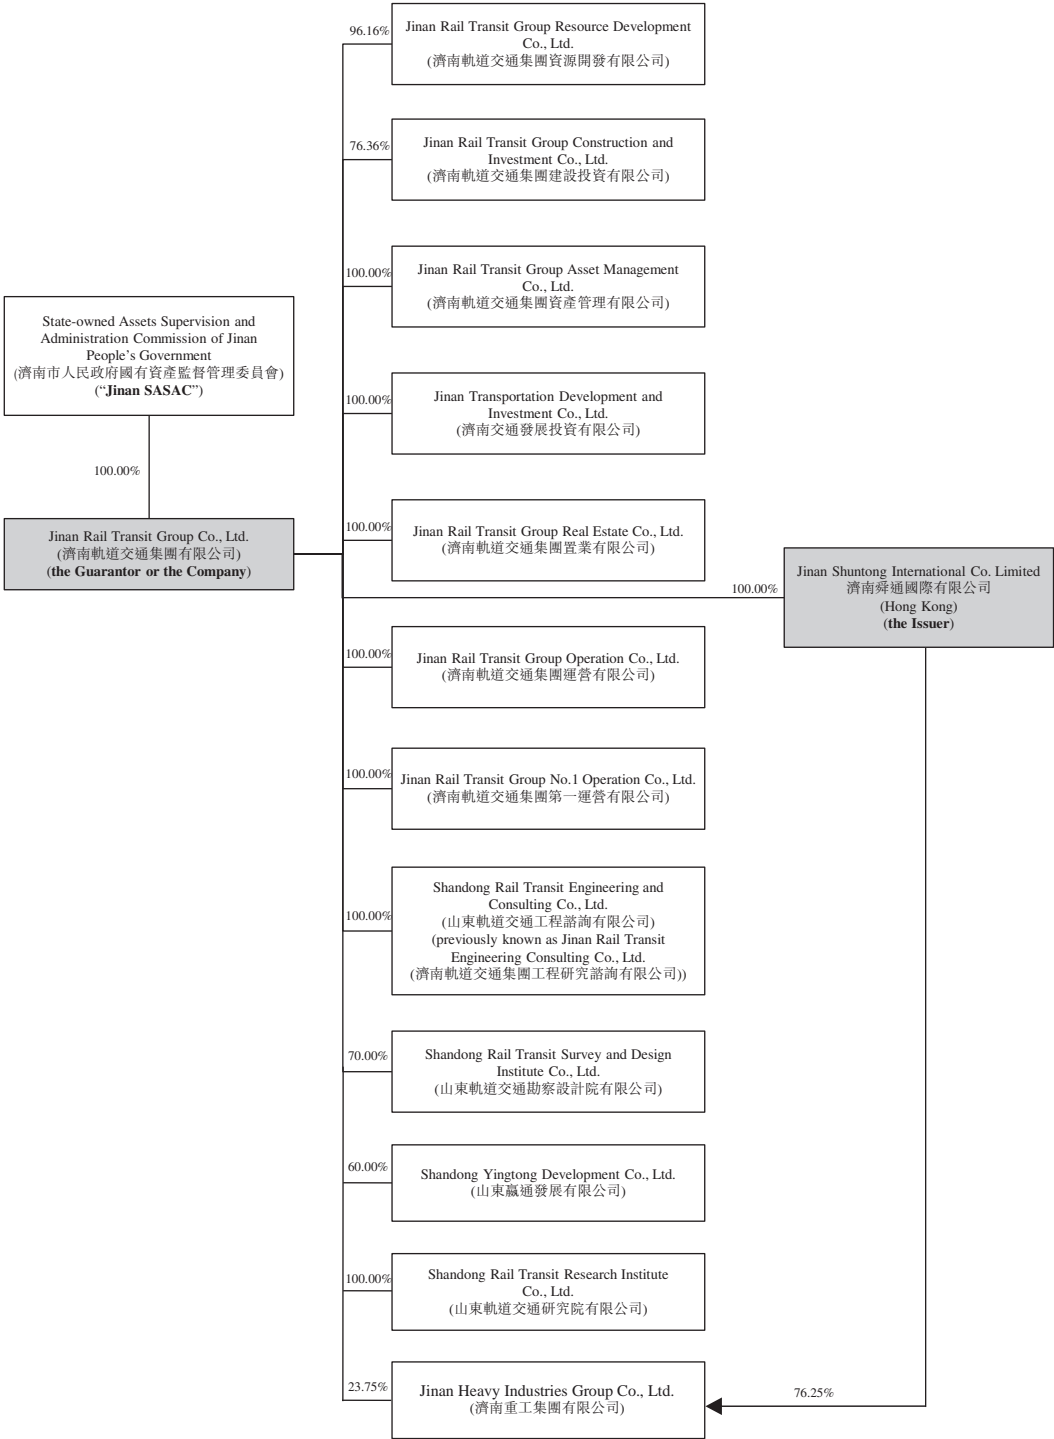 96.16%
Jinan Rail Transit Group Resource Development
Co., Ltd.
(濟南軌道交通集團資源開發有限公司)
76.36%
Jinan Rail Transit Group Construction and
Investment Co., Ltd.
(濟南軌道交通集團建設投資有限公司)
100.00%
Jinan Rail Transit Group Asset Management
Co., Ltd.
(濟南軌道交通集團資產管理有限公司)
State-owned Assets Supervision and
Administration Commission of Jinan
People's Government
(濟南市人民政府國有資產監督管理委員會)
(“Jinan SASAC”)
100.00%
Jinan Transportation Development and
Investment Co., Ltd.
(濟南交通發展投資有限公司)
100.00%
Jinan Rail Transit Group Co., Ltd.
(濟南軌道交通集團有限公司)
(the Guarantor or the Company)
100.00%
Jinan Rail Transit Group Real Estate Co., Ltd.
(濟南軌道交通集團置業有限公司)
100.00%
Jinan Shuntong International Co. Limited
濟南舜通國際有限公司
(Hong Kong)
(the Issuer)
100.00%
Jinan Rail Transit Group Operation Co., Ltd.
(濟南軌道交通集團運營有限公司)
100.00%
Jinan Rail Transit Group No.1 Operation Co., Ltd.
(濟南軌道交通集團第一運營有限公司)
100.00%
Shandong Rail Transit Engineering and
Consulting Co., Ltd.
(山東軌道交通工程諮詢有限公司)
(previously known as Jinan Rail Transit
Engineering Consulting Co., Ltd.
(濟南軌道交通集團工程研究諮詢有限公司))
70.00%
Shandong Rail Transit Survey and Design
Institute Co., Ltd.
(山東軌道交通勘察設計院有限公司)
60.00%
Shandong Yingtong Development Co., Ltd.
(山東贏通發展有限公司)
100.00%
Shandong Rail Transit Research Institute
Co., Ltd.
(山東軌道交通研究院有限公司)
23.75%
Jinan Heavy Industries Group Co., Ltd.
(濟南重工集團有限公司)
76.25%